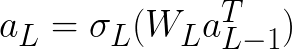 a_L = σ_L(W_L a_{L-1}^T)